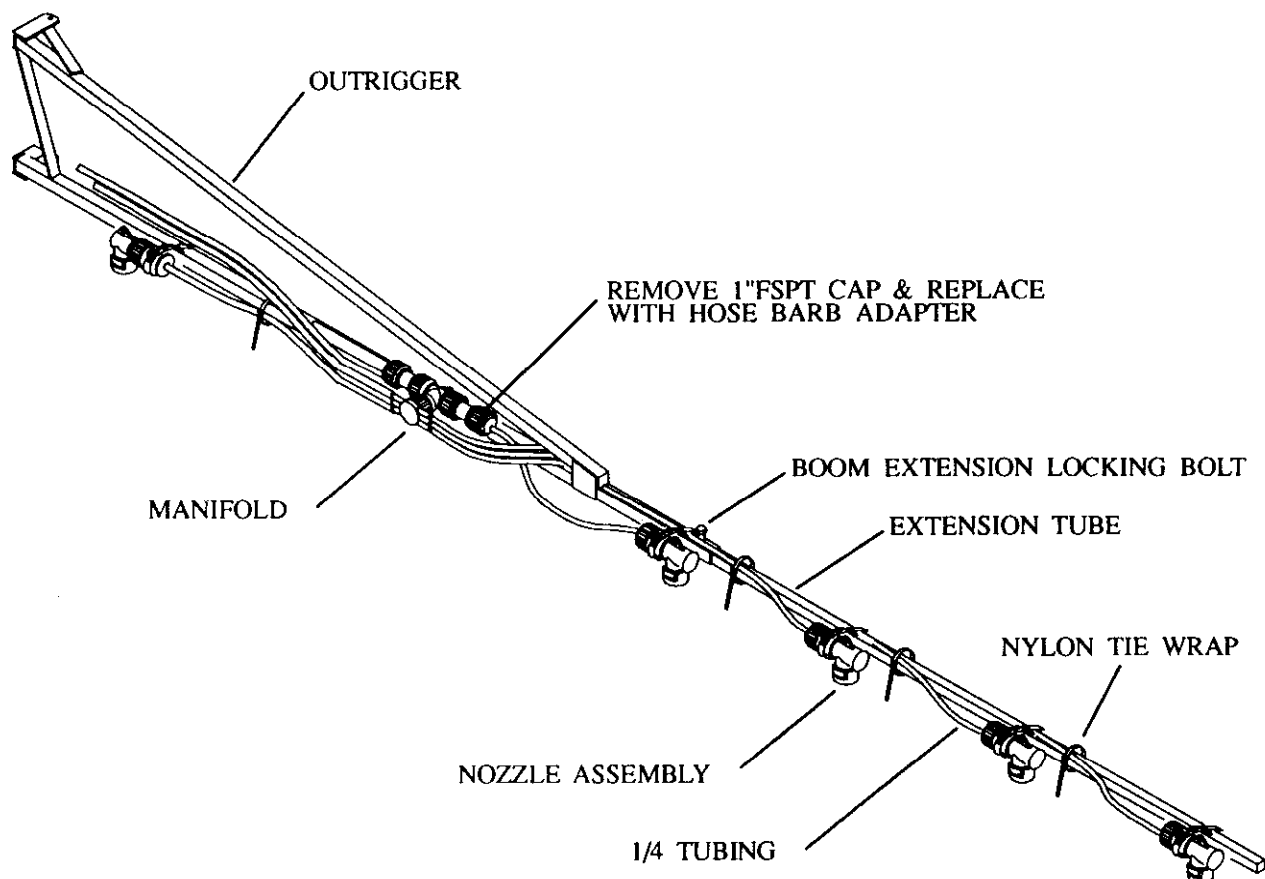 OUTRIGGER
REMOVE 1"FSPT CAP & REPLACE
WITH HOSE BARB ADAPTER
BOOM EXTENSION LOCKING BOLT
MANIFOLD
EXTENSION TUBE
NYLON TIE WRAP
NOZZLE ASSEMBLY
1/4 TUBING